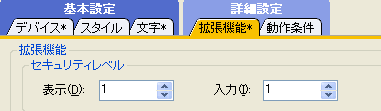 基本設定 詳細設定
デバイス* スタイル 文字* 拡張機能* 動作条件
拡張機能
セキュリティレベル
表示(D): 1 入力(I): 1